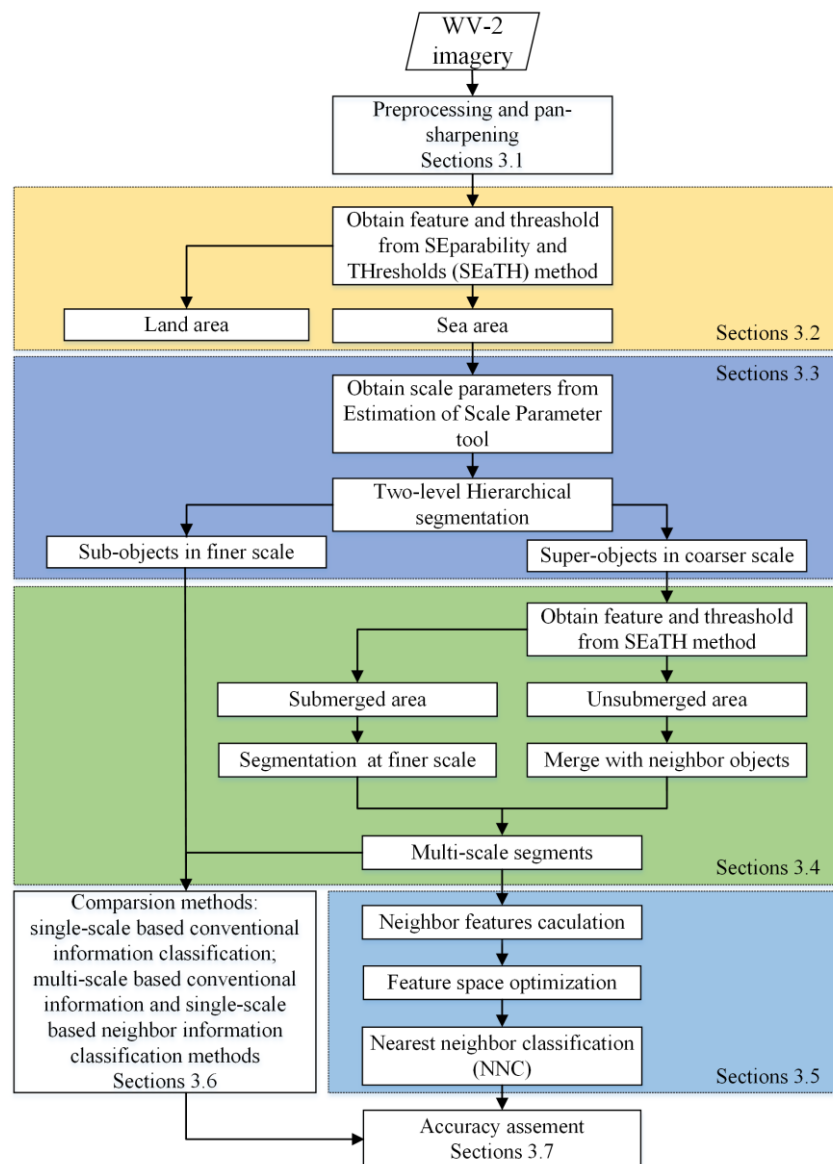 WV-2
imagery
Preprocessing and pan-
sharpening
Sections 3.1
Obtain feature and threashold
from SEparability and
THresholds (SEaTH) method
Land area
Sea area
Sections 3.2
Sections 3.3
Obtain scale parameters from
Estimation of Scale Parameter
tool
Two-level Hierarchical
segmentation
Sub-objects in finer scale
Super-objects in coarser scale
Obtain feature and threashold
from SEaTH method
Submerged area
Unsubmerged area
Segmentation at finer scale
Merge with neighbor objects
Multi-scale segments
Sections 3.4
Comparsion methods:
single-scale based conventional
information classification;
multi-scale based conventional
information and single-scale
based neighbor information
classification methods
Sections 3.6
Neighbor features caculation
Feature space optimization
Nearest neighbor classification
(NNC)
Sections 3.5
Accuracy assement
Sections 3.7